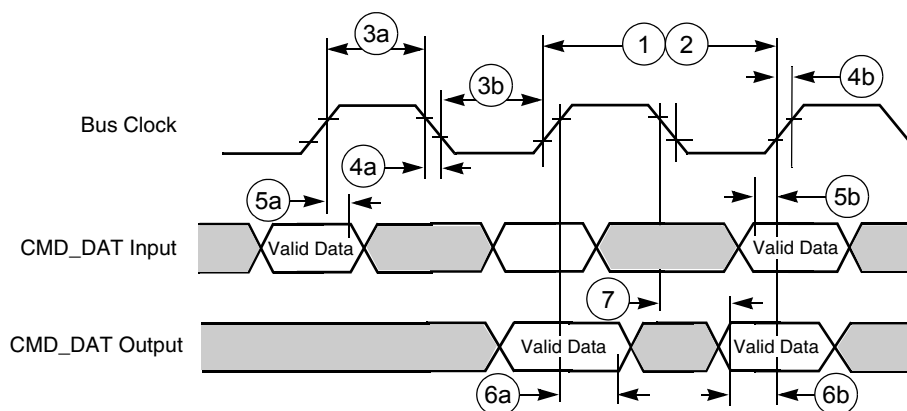 3a
1 2
3b
4b
Bus Clock
4a
5a
5b
CMD_DAT Input
Valid Data
Valid Data
7
CMD_DAT Output
Valid Data
Valid Data
6a
6b